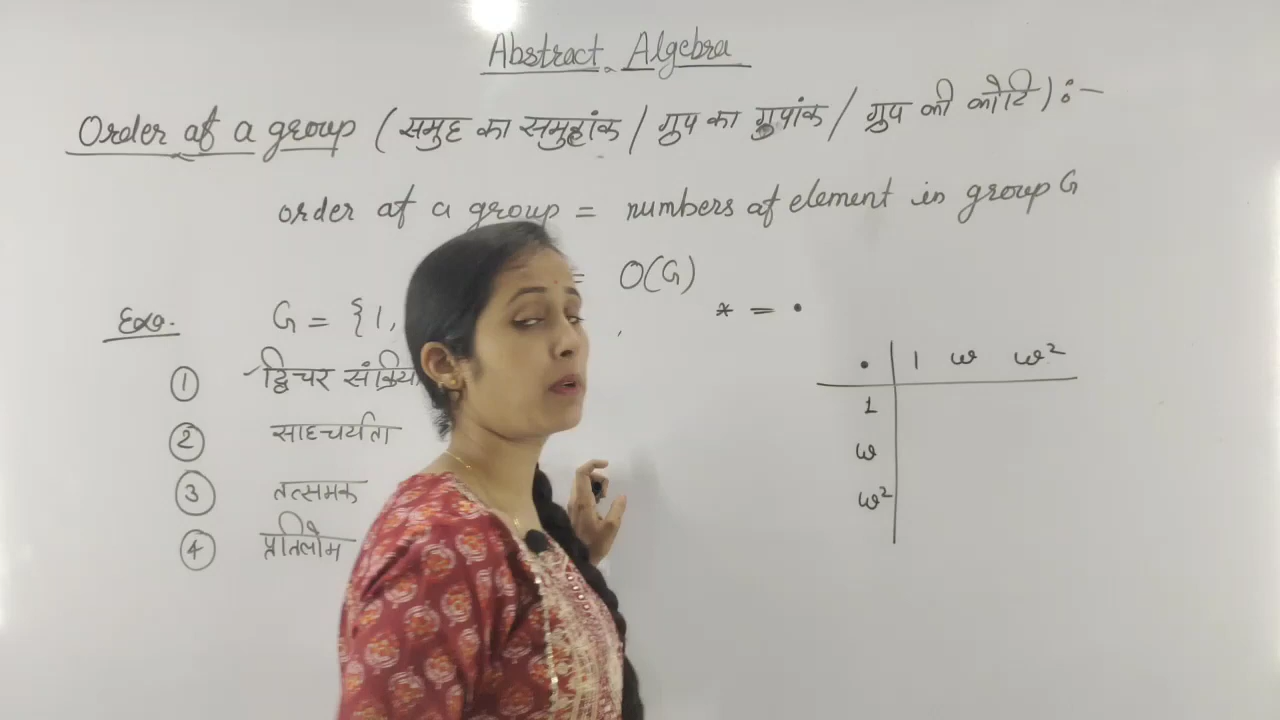 Abstract Algebra
Order of a group (समुह का समुहांक / ग्रुप का ग्रुपांक / ग्रुप की कोटि) :-
order of a group = numbers of element in group G
= O(G)
* = •
Exo. G = {1,
① द्विचर संक्रिया
② साहचर्यता
③ तत्समक
④ प्रतिलोम
• | 1 ω ω²
1
ω
ω²